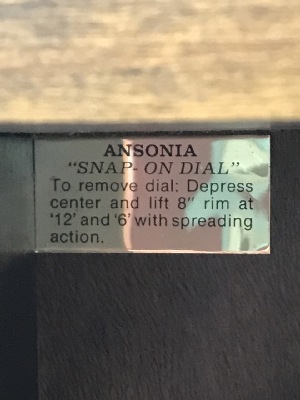 ANSONIA
"SNAP-ON DIAL"
To remove dial: Depress
center and lift 8" rim at
'12' and '6' with spreading
action.